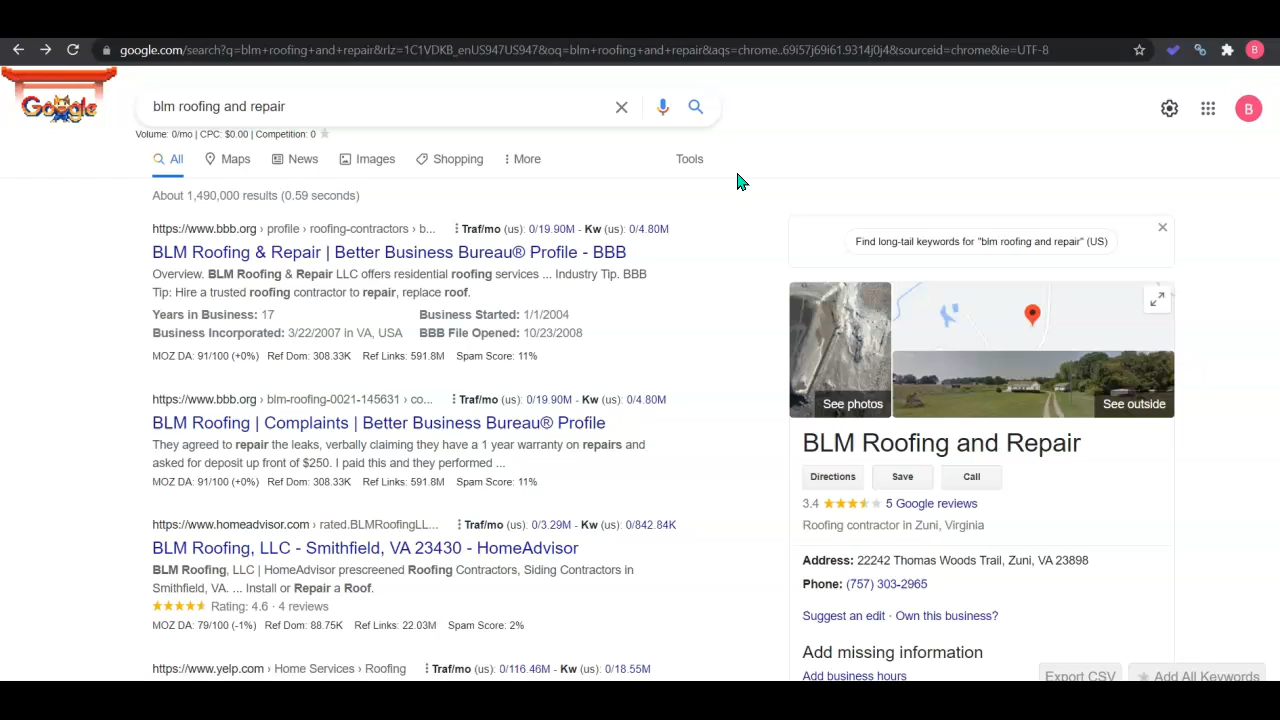 google.com/search?q=blm+roofing+and+repair&rlz=1C1VDKB_enUS947US947&oq=blm+roofing+and+repair&aqs=chrome..69i57j69i61.9314j0j4&sourceid=chrome&ie=UTF-8
B
Google
blm roofing and repair
B
Volume: 0/mo | CPC: $0.00 | Competition: 0
All
Maps
News
Images
Shopping
More
Tools
About 1,490,000 results (0.59 seconds)
https://www.bbb.org › profile › roofing-contractors › b... Traf/mo (us): 0/19.90M - Kw (us): 0/4.80M
BLM Roofing & Repair | Better Business Bureau® Profile - BBB
Overview. BLM Roofing & Repair LLC offers residential roofing services ... Industry Tip. BBB
Tip: Hire a trusted roofing contractor to repair, replace roof.
Years in Business: 17 Business Started: 1/1/2004
Business Incorporated: 3/22/2007 in VA, USA BBB File Opened: 10/23/2008
MOZ DA: 91/100 (+0%) Ref Dom: 308.33K Ref Links: 591.8M Spam Score: 11%
https://www.bbb.org › blm-roofing-0021-145631 › co... Traf/mo (us): 0/19.90M - Kw (us): 0/4.80M
BLM Roofing | Complaints | Better Business Bureau® Profile
They agreed to repair the leaks, verbally claiming they have a 1 year warranty on repairs and
asked for deposit up front of $250. I paid this and they performed ...
MOZ DA: 91/100 (+0%) Ref Dom: 308.33K Ref Links: 591.8M Spam Score: 11%
https://www.homeadvisor.com › rated.BLMRoofingLL... Traf/mo (us): 0/3.29M - Kw (us): 0/842.84K
BLM Roofing, LLC - Smithfield, VA 23430 - HomeAdvisor
BLM Roofing, LLC | HomeAdvisor prescreened Roofing Contractors, Siding Contractors in
Smithfield, VA. ... Install or Repair a Roof.
Rating: 4.6 · 4 reviews
MOZ DA: 79/100 (-1%) Ref Dom: 88.75K Ref Links: 22.03M Spam Score: 2%
https://www.yelp.com › Home Services › Roofing Traf/mo (us): 0/116.46M - Kw (us): 0/18.55M
Find long-tail keywords for "blm roofing and repair" (US)
See photos
See outside
BLM Roofing and Repair
Directions
Save
Call
3.4 5 Google reviews
Roofing contractor in Zuni, Virginia
Address: 22242 Thomas Woods Trail, Zuni, VA 23898
Phone: (757) 303-2965
Suggest an edit · Own this business?
Add missing information
Add business hours
Export CSV
Add All Keywords